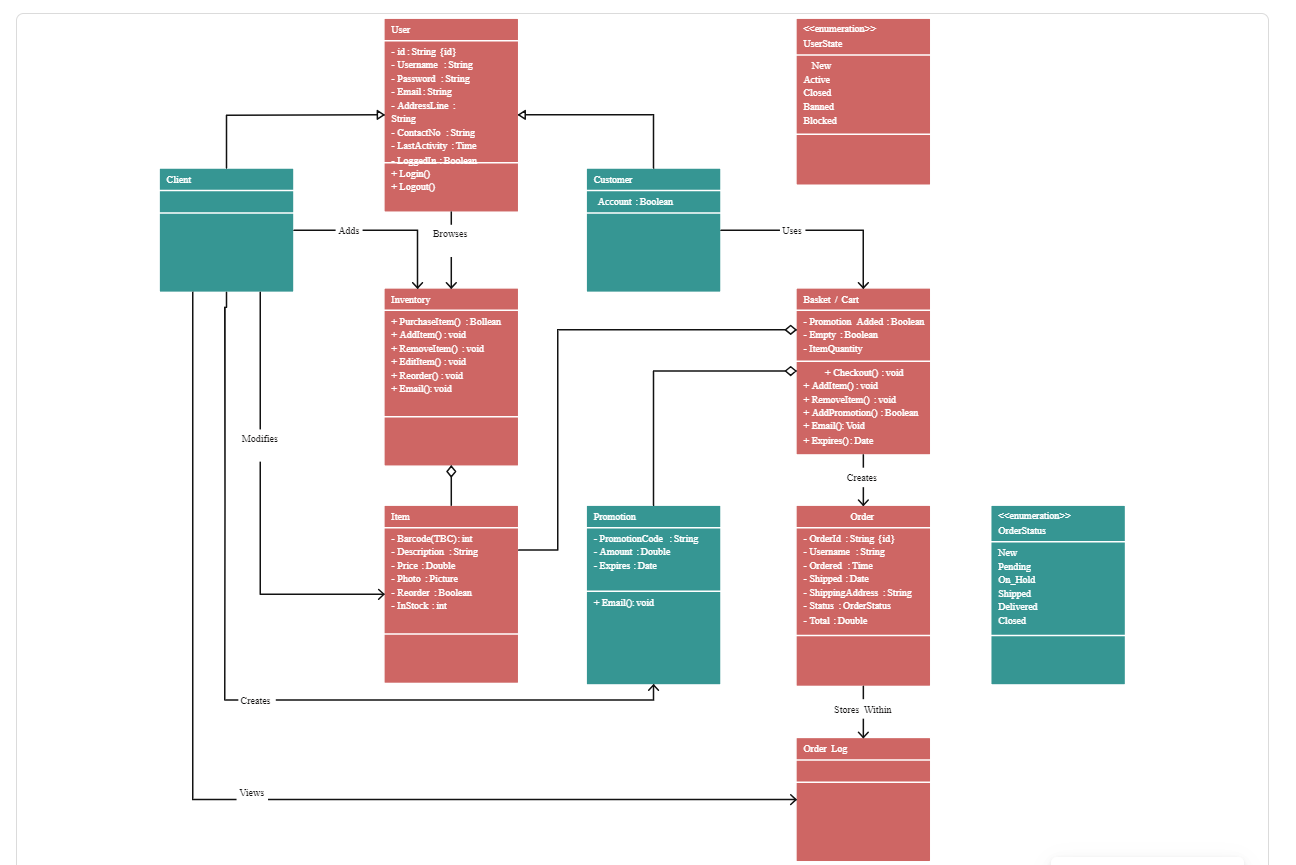 User
- id : String {id}
- Username : String
- Password : String
- Email : String
- AddressLine :
String
- ContactNo : String
- LastActivity : Time
- LoggedIn : Boolean
+ Login()
+ Logout()
<<enumeration>>
UserState
New
Active
Closed
Banned
Blocked
Client
Customer
Account : Boolean
Adds
Browses
Uses
Inventory
+ PurchaseItem() : Bollean
+ AddItem() : void
+ RemoveItem() : void
+ EditItem() : void
+ Reorder() : void
+ Email(): void
Basket / Cart
- Promotion Added : Boolean
- Empty : Boolean
- ItemQuantity
+ Checkout() : void
+ AddItem() : void
+ RemoveItem() : void
+ AddPromotion() : Boolean
+ Email(): Void
+ Expires(): Date
Modifies
Creates
Item
- Barcode(TBC): int
- Description : String
- Price : Double
- Photo : Picture
- Reorder : Boolean
- InStock : int
Promotion
- PromotionCode : String
- Amount : Double
- Expires : Date
+ Email(): void
Order
- OrderId : String {id}
- Username : String
- Ordered : Time
- Shipped : Date
- ShippingAddress : String
- Status : OrderStatus
- Total : Double
<<enumeration>>
OrderStatus
New
Pending
On_Hold
Shipped
Delivered
Closed
Creates
Stores Within
Order Log
Views